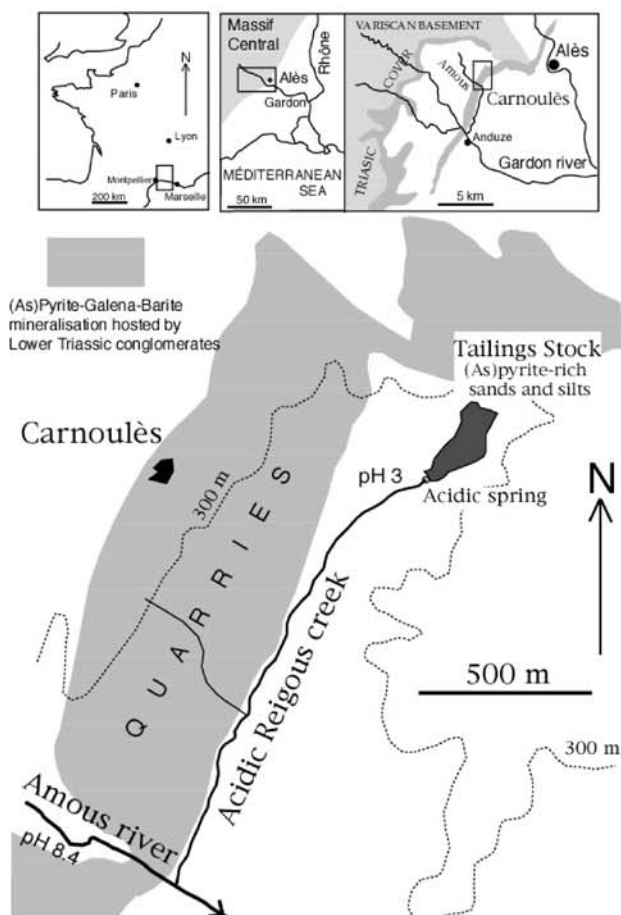 N
Paris
Lyon
Montpellier
Marseille
200 km
Massif
Central
Alès
Gardon
Rhône
MÉDITERRANEAN
SEA
50 km
VARISCAN BASEMENT
COVER
TRIASIC
Amous
Alès
Carnoulès
Anduze
Gardon river
5 km
(As)Pyrite-Galena-Barite
mineralisation hosted by
Lower Triassic conglomerates
Tailings Stock
(As)pyrite-rich
sands and silts
Carnoulès
300 m
QUARRIES
pH 3
Acidic spring
N
Acidic Reigous creek
500 m
300 m
Amous river
pH 8.4